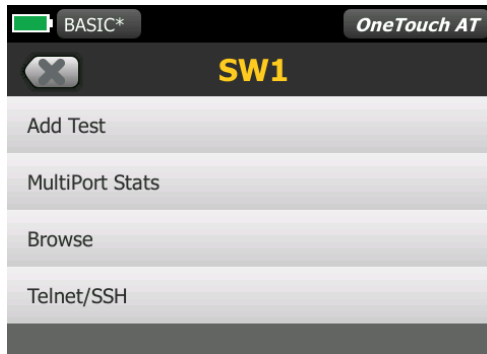 BASIC*
OneTouch AT
SW1
Add Test
MultiPort Stats
Browse
Telnet/SSH